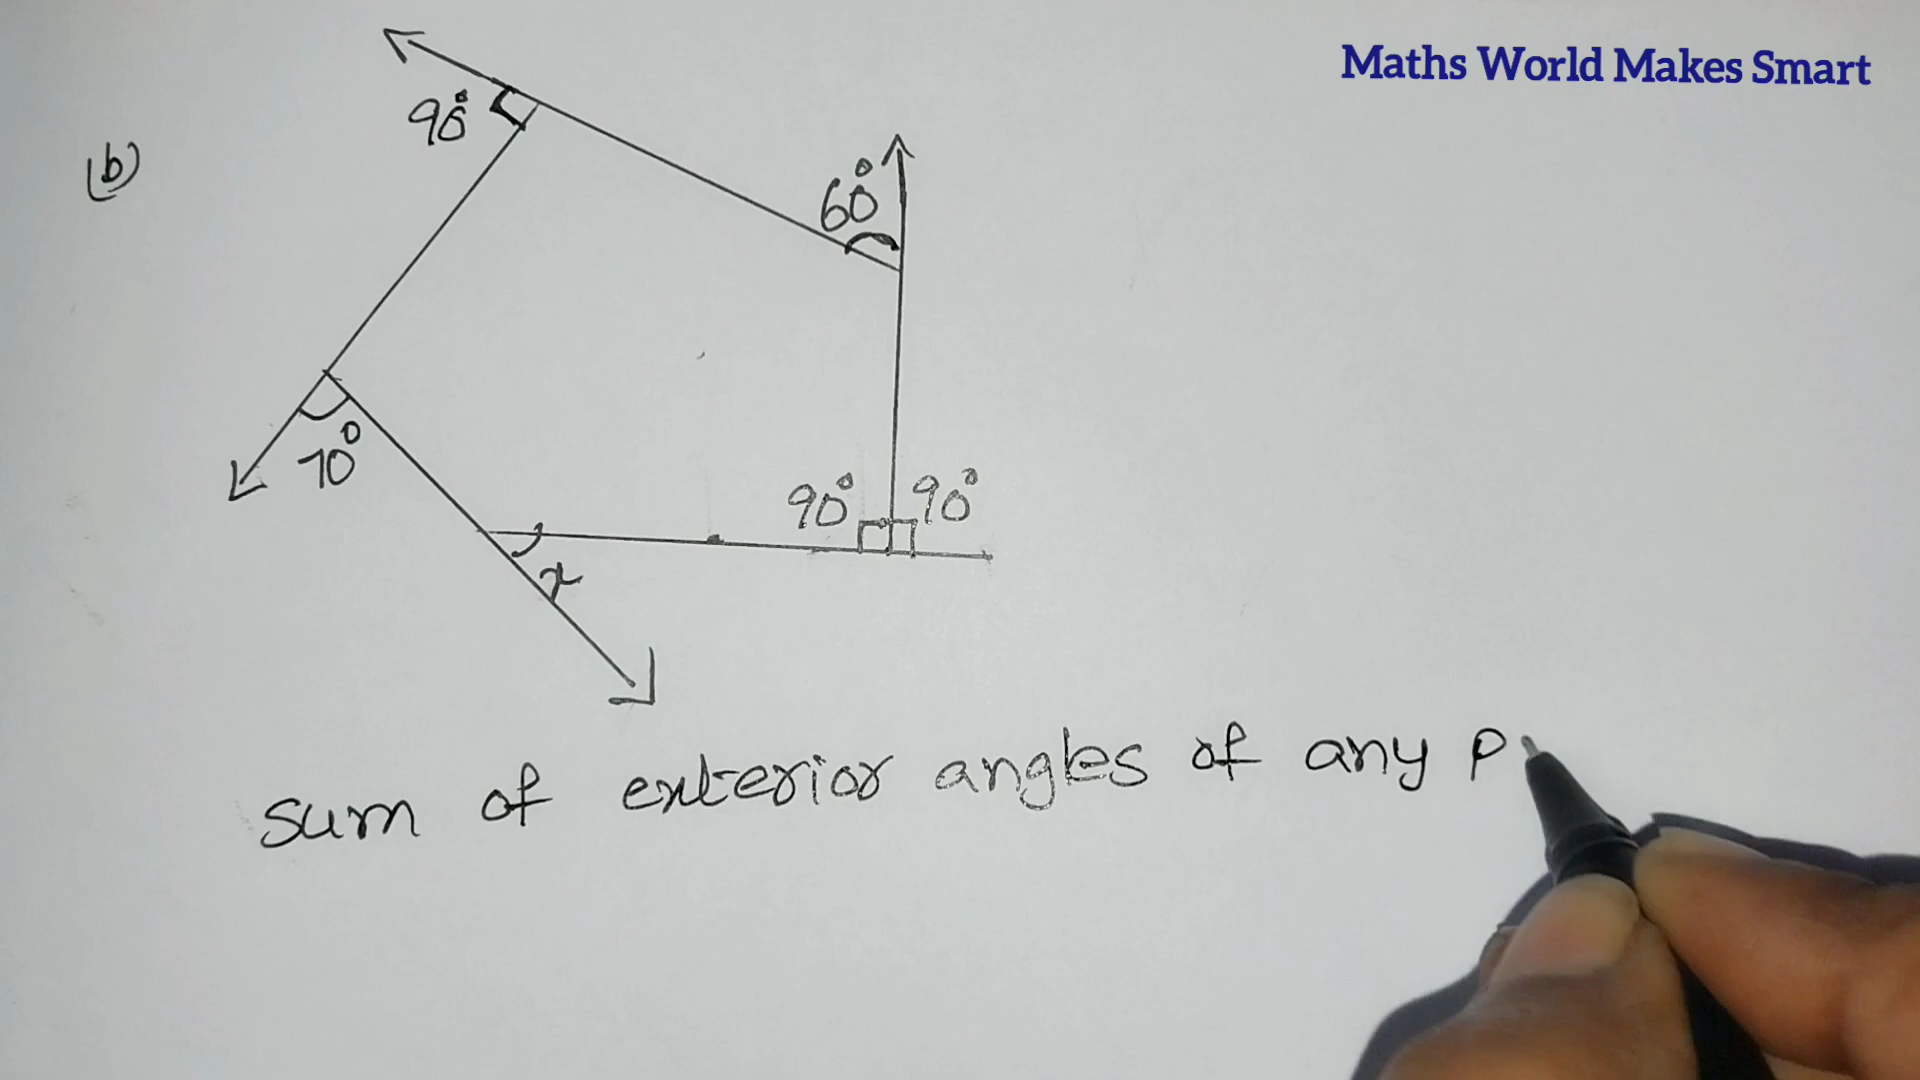 Maths World Makes Smart
(b)
90°
60°
70°
90° 90°
x
sum of exterior angles of any P